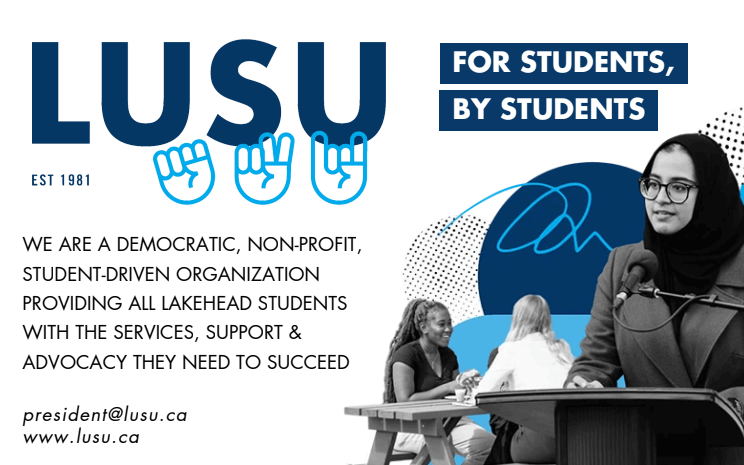 LUSU
EST 1981
FOR STUDENTS,
BY STUDENTS
WE ARE A DEMOCRATIC, NON-PROFIT,
STUDENT-DRIVEN ORGANIZATION
PROVIDING ALL LAKEHEAD STUDENTS
WITH THE SERVICES, SUPPORT &
ADVOCACY THEY NEED TO SUCCEED
president@lusu.ca
www.lusu.ca